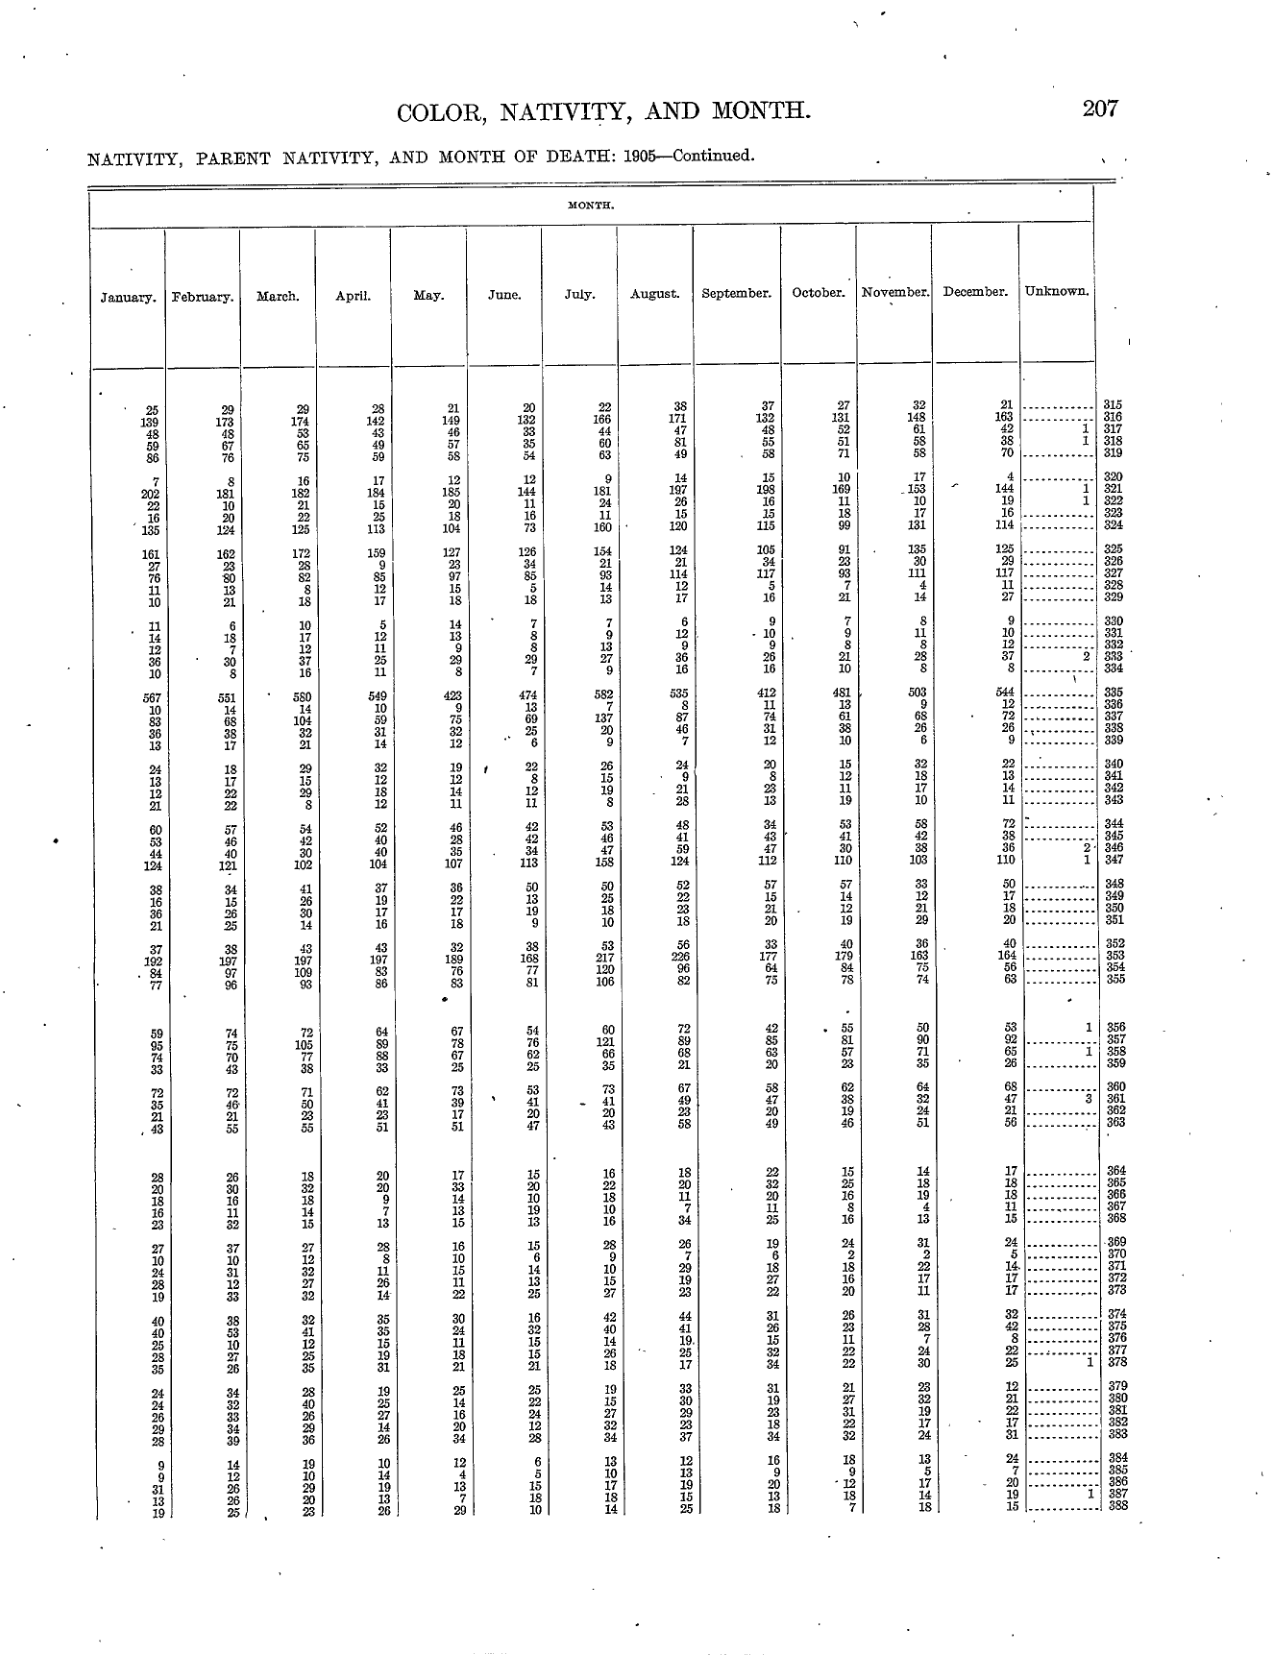 COLOR, NATIVITY, AND MONTH. 207
NATIVITY, PARENT NATIVITY, AND MONTH OF DEATH: 1905—Continued.
MONTH.
January. February. March. April. May. June. July. August. September. October. November. December. Unknown.
25 29 29 28 21 20 22 38 37 27 32 21 ............ 315
139 173 174 142 149 132 166 171 132 131 148 163 ............ 316
48 48 53 43 46 33 44 47 48 52 61 42 1 317
59 67 65 49 57 35 60 81 55 51 58 38 1 318
86 76 75 59 58 54 63 49 58 71 58 70 ............ 319
7 8 16 17 12 12 9 14 15 10 17 4 ............ 320
202 181 182 184 185 144 181 197 198 169 153 144 1 321
22 10 21 15 20 11 24 26 16 11 10 19 1 322
16 20 22 25 18 16 11 15 15 18 17 16 ............ 323
135 124 125 113 104 73 160 120 115 99 131 114 ............ 324
161 162 172 159 127 126 154 124 105 91 135 125 ............ 325
27 23 28 9 23 34 21 21 34 23 30 29 ............ 326
76 80 82 85 97 85 93 114 117 93 111 117 ............ 327
11 13 8 12 15 5 14 12 5 7 4 11 ............ 328
10 21 18 17 18 18 13 17 16 21 14 27 ............ 329
11 6 10 5 14 7 7 6 9 7 8 9 ............ 330
14 18 17 12 13 8 9 12 10 9 11 10 ............ 331
12 7 12 11 9 8 13 9 9 8 8 12 ............ 332
36 30 37 25 29 29 27 36 26 21 28 37 2 333
10 8 16 11 8 7 9 16 16 10 8 8 ............ 334
567 551 580 549 423 474 582 535 412 481 503 544 ............ 335
10 14 14 10 9 13 7 8 11 13 9 12 ............ 336
83 68 104 59 75 69 137 87 74 61 68 72 ............ 337
36 38 32 31 32 25 20 46 31 38 26 26 ............ 338
13 17 21 14 12 6 9 7 12 10 6 9 ............ 339
24 18 29 32 19 22 26 24 20 15 32 22 ............ 340
13 17 15 12 12 8 15 9 8 12 18 13 ............ 341
12 22 29 18 14 12 19 21 23 11 17 14 ............ 342
21 22 8 12 11 11 8 28 13 19 10 11 ............ 343
60 57 54 52 46 42 53 48 34 53 58 72 ............ 344
53 46 42 40 28 42 46 41 43 41 42 38 ............ 345
44 40 30 40 35 34 47 59 47 30 38 36 2 346
124 121 102 104 107 113 158 124 112 110 103 110 1 347
38 34 41 37 36 50 50 52 57 57 33 50 ............ 348
16 15 26 19 22 13 25 22 15 14 12 17 ............ 349
36 26 30 17 17 19 18 23 21 12 21 18 ............ 350
21 25 14 16 18 9 10 18 20 19 29 20 ............ 351
37 38 43 43 32 38 53 56 33 40 36 40 ............ 352
192 197 197 197 189 168 217 226 177 179 163 164 ............ 353
84 97 109 83 76 77 120 96 64 84 75 56 ............ 354
77 96 93 86 83 81 106 82 75 78 74 63 ............ 355
59 74 72 64 67 54 60 72 42 55 50 53 1 356
95 75 105 89 78 76 121 89 85 81 90 92 ............ 357
74 70 77 88 67 62 66 68 63 57 71 65 1 358
33 43 38 33 25 25 35 21 20 23 35 26 ............ 359
72 72 71 62 73 53 73 67 58 62 64 68 ............ 360
35 46 50 41 39 41 41 49 47 38 32 47 3 361
21 21 23 23 17 20 20 23 20 19 24 21 ............ 362
43 55 55 51 51 47 43 58 49 46 51 56 ............ 363
28 26 18 20 17 15 16 18 22 15 14 17 ............ 364
20 30 32 20 33 20 22 20 32 25 18 18 ............ 365
18 16 18 9 14 10 18 11 20 16 19 18 ............ 366
16 11 14 7 13 19 10 7 11 8 4 11 ............ 367
23 32 15 13 15 13 16 34 25 16 13 15 ............ 368
27 37 27 28 16 15 28 26 19 24 31 24 ............ 369
10 10 12 8 10 6 9 7 6 2 2 5 ............ 370
24 31 32 11 15 14 10 29 18 18 22 14 ............ 371
28 12 27 26 11 13 15 19 27 16 17 17 ............ 372
19 33 32 14 22 25 27 23 22 20 11 17 ............ 373
40 38 32 35 30 16 42 44 31 26 31 32 ............ 374
40 53 41 35 24 32 40 41 26 23 28 42 ............ 375
25 10 12 15 11 15 14 19 15 11 7 8 ............ 376
28 27 25 19 18 15 26 25 32 22 24 22 ............ 377
35 26 35 31 21 21 18 17 34 22 30 25 1 378
24 34 28 19 25 25 19 33 31 21 23 12 ............ 379
24 32 40 25 14 22 15 30 19 27 32 21 ............ 380
26 33 26 27 16 24 27 29 23 31 19 22 ............ 381
29 34 29 14 20 12 32 23 18 22 17 17 ............ 382
28 39 36 26 34 28 34 37 34 32 24 31 ............ 383
9 14 19 10 12 6 13 12 16 18 13 24 ............ 384
9 12 10 14 4 5 10 13 9 9 5 7 ............ 385
31 26 29 19 13 15 17 19 20 12 17 20 ............ 386
13 26 20 13 7 18 18 15 13 18 14 19 1 387
19 25 23 26 29 10 14 25 18 7 18 15 ............ 388